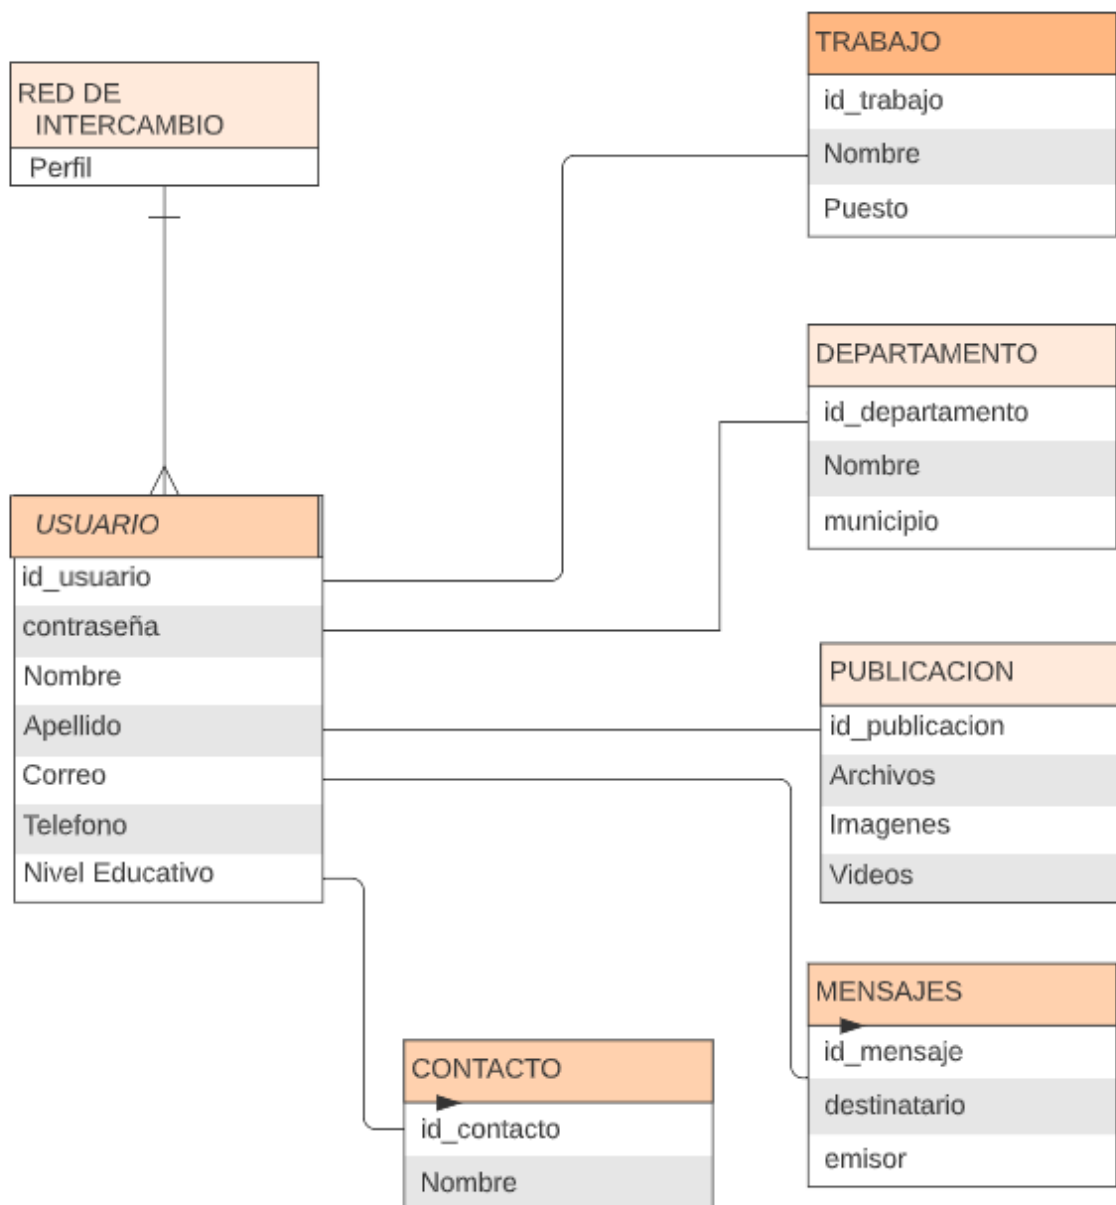 RED DE
INTERCAMBIO
Perfil
USUARIO
id_usuario
contraseña
Nombre
Apellido
Correo
Telefono
Nivel Educativo
TRABAJO
id_trabajo
Nombre
Puesto
DEPARTAMENTO
id_departamento
Nombre
municipio
PUBLICACION
id_publicacion
Archivos
Imagenes
Videos
MENSAJES
id_mensaje
destinatario
emisor
CONTACTO
id_contacto
Nombre